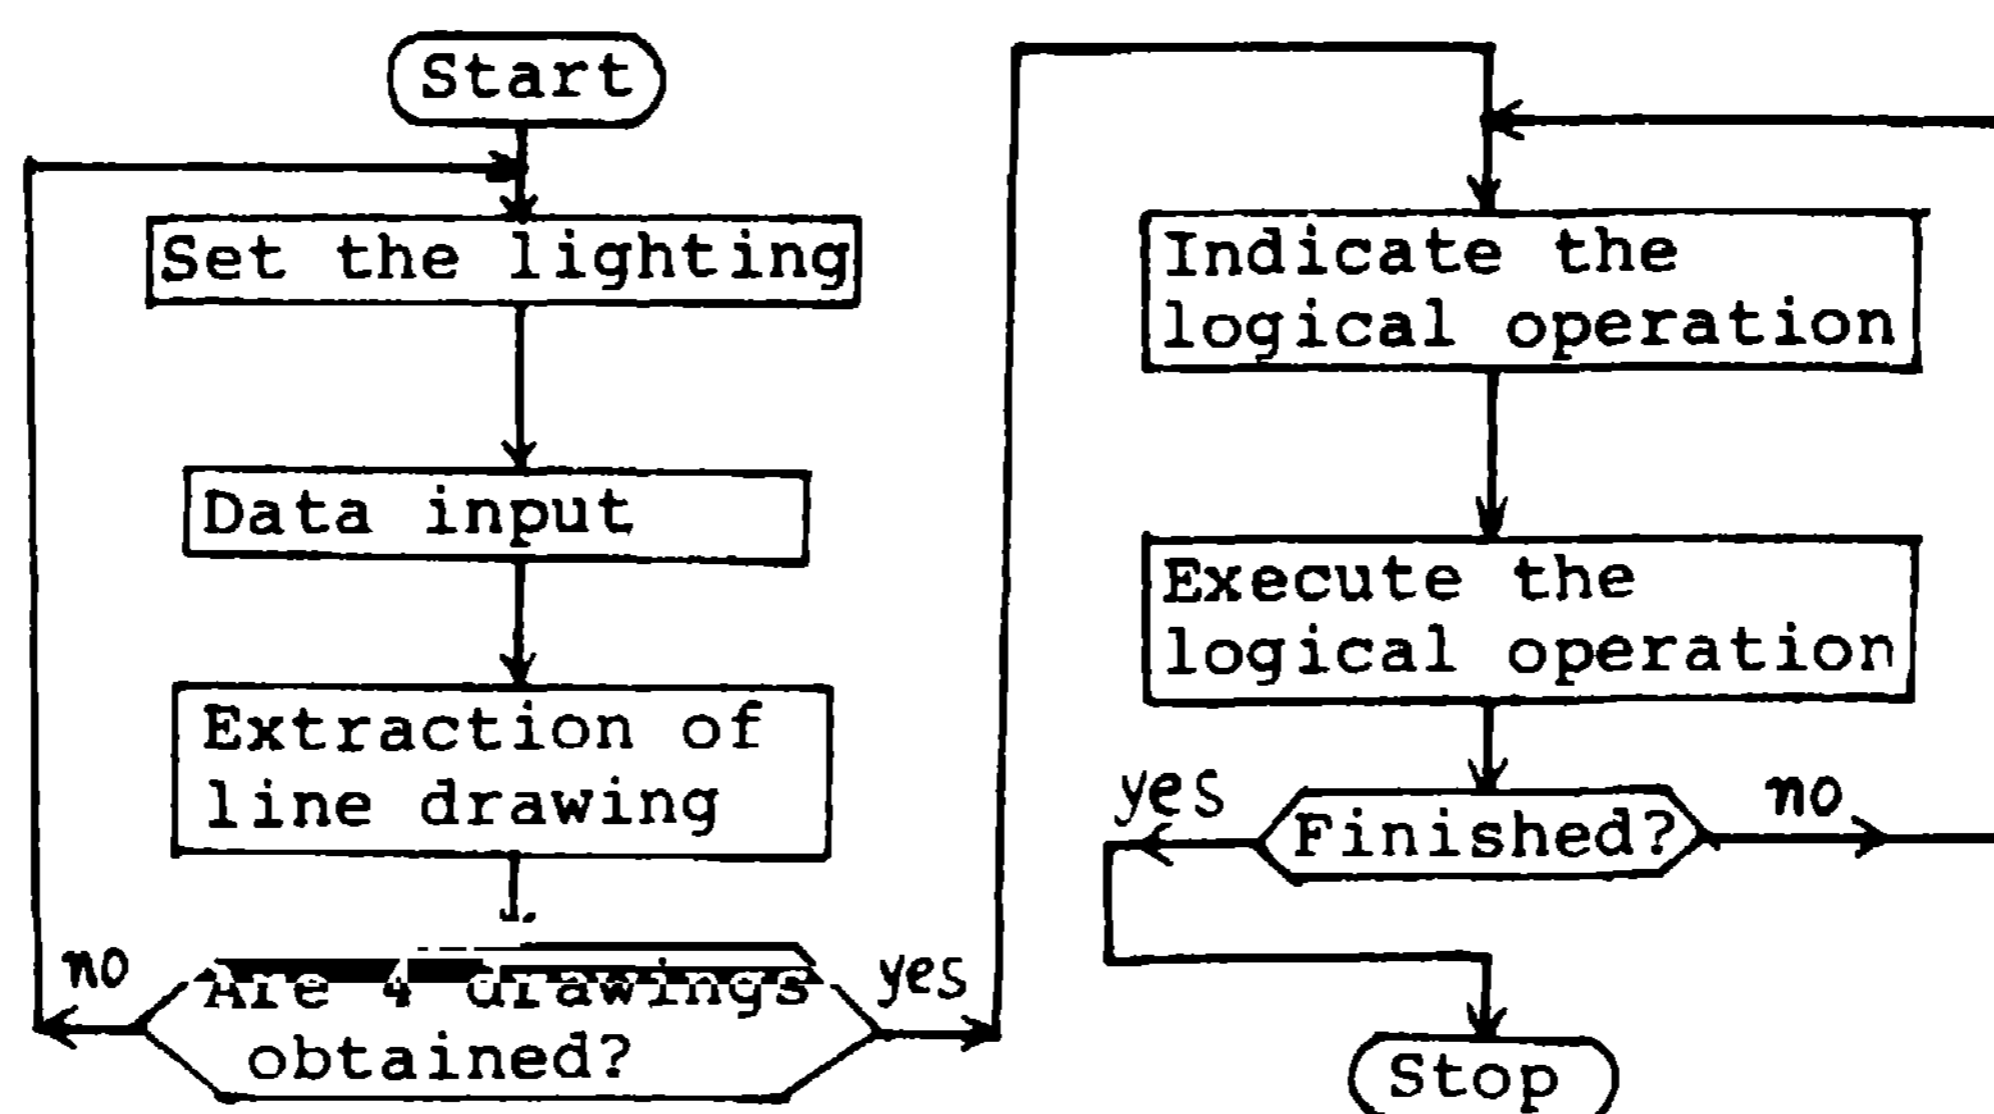 Start
Set the lighting
Data input
Extraction of
line drawing
no
Are 4 drawings
obtained?
yes
Indicate the
logical operation
Execute the
logical operation
yes
Finished?
no
Stop